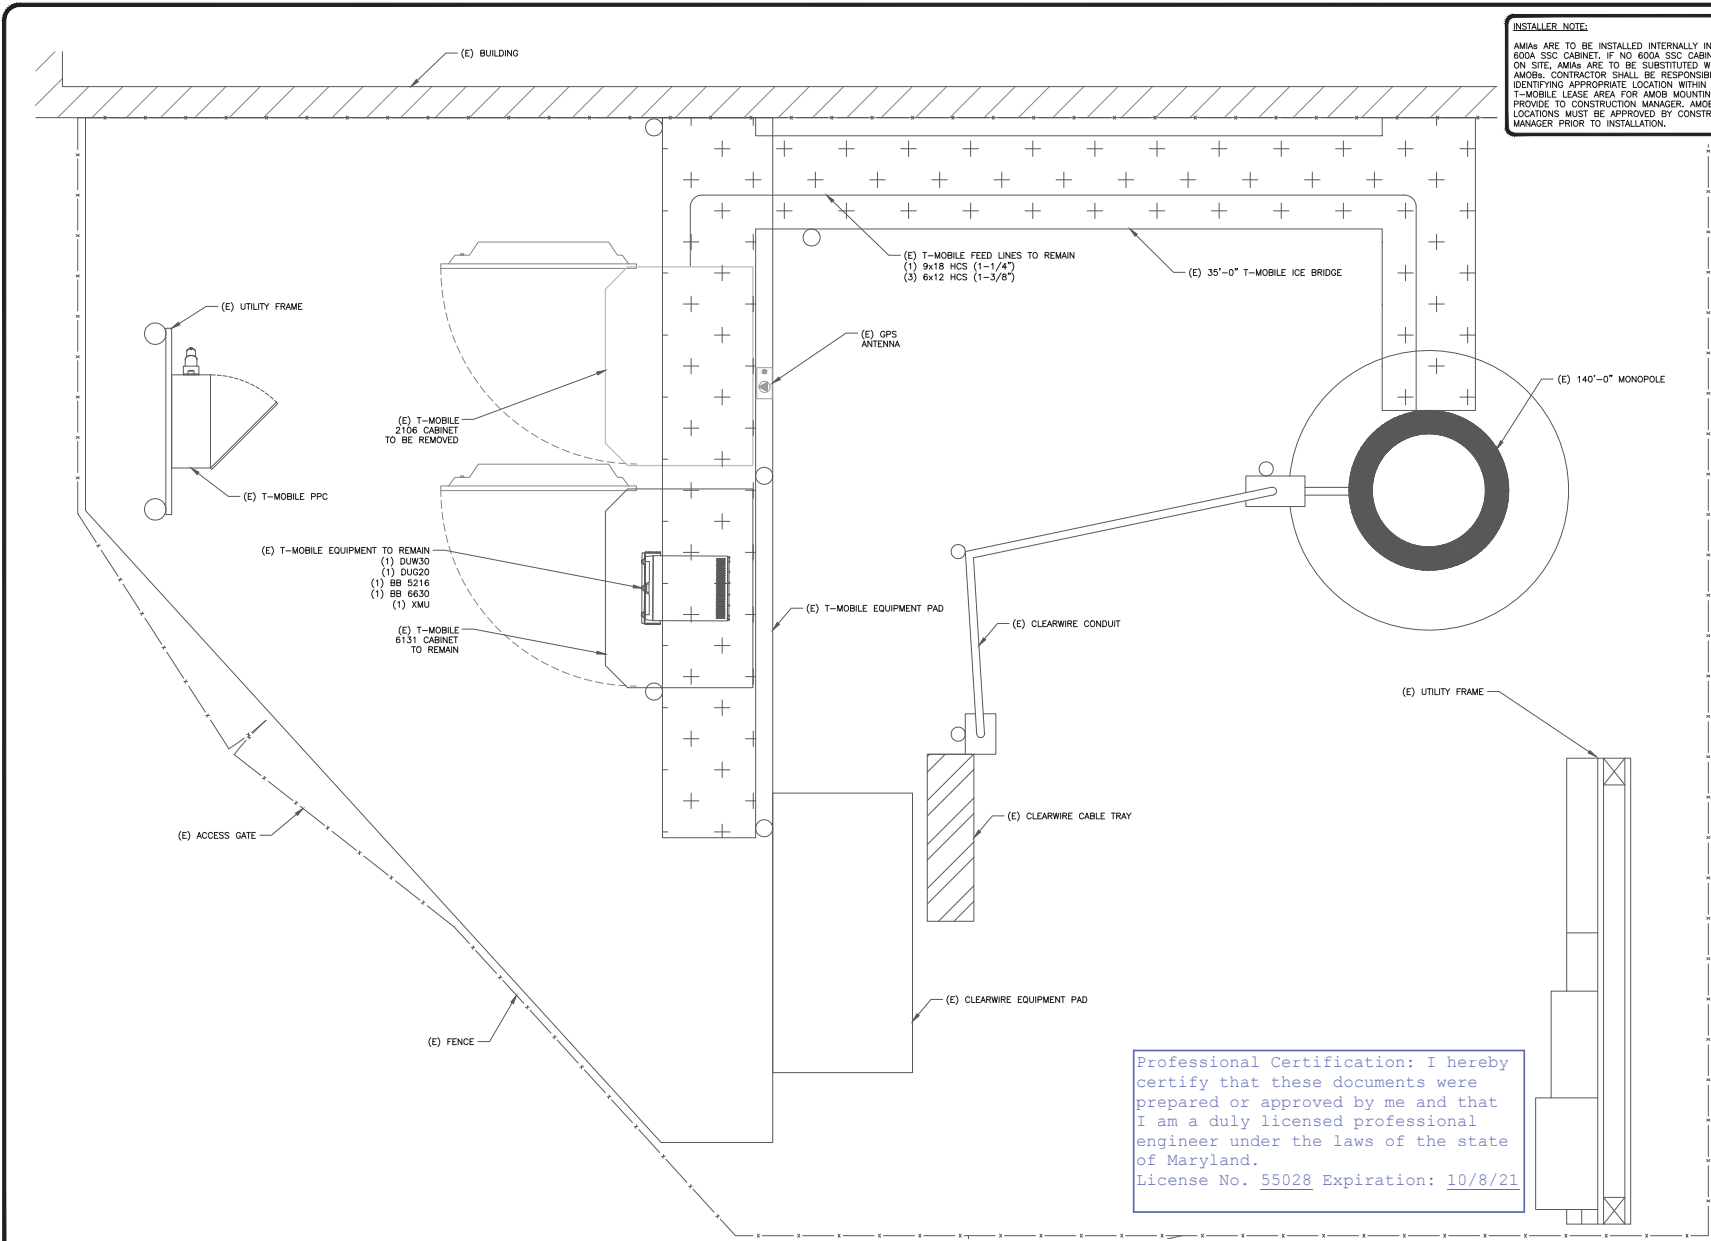 INSTALLER NOTE:
AMIAs ARE TO BE INSTALLED INTERNALLY IN
600A SSC CABINET. IF NO 600A SSC
ON SITE, AMIAs ARE TO BE SUBSTITUTED
AMOBs. CONTRACTOR SHALL BE
IDENTIFYING APPROPRIATE LOCATION WITHIN
T-MOBILE LEASE AREA FOR AMOB
PROVIDE TO CONSTRUCTION MANAGER.
LOCATIONS MUST BE APPROVED BY
MANAGER PRIOR TO INSTALLATION.
(E) BUILDING
(E) T-MOBILE FEED LINES TO REMAIN
(1) 9x18 HCS (1-1/4")
(3) 6x12 HCS (1-3/8")
(E) 35'-0" T-MOBILE ICE BRIDGE
(E) UTILITY FRAME
(E) GPS
ANTENNA
(E) 140'-0" MONOPOLE
(E) T-MOBILE
2106 CABINET
TO BE REMOVED
(E) T-MOBILE PPC
(E) T-MOBILE EQUIPMENT TO REMAIN
(1) DUW30
(1) DUG20
(1) BB 5216
(1) BB 6630
(1) XMU
(E) T-MOBILE EQUIPMENT PAD
(E) CLEARWIRE CONDUIT
(E) T-MOBILE
6131 CABINET
TO REMAIN
(E) UTILITY FRAME
(E) CLEARWIRE CABLE TRAY
(E) ACCESS GATE
(E) CLEARWIRE EQUIPMENT PAD
(E) FENCE
Professional Certification: I hereby
certify that these documents were
prepared or approved by me and that
I am a duly licensed professional
engineer under the laws of the state
of Maryland.
License No. 55028 Expiration: 10/8/21